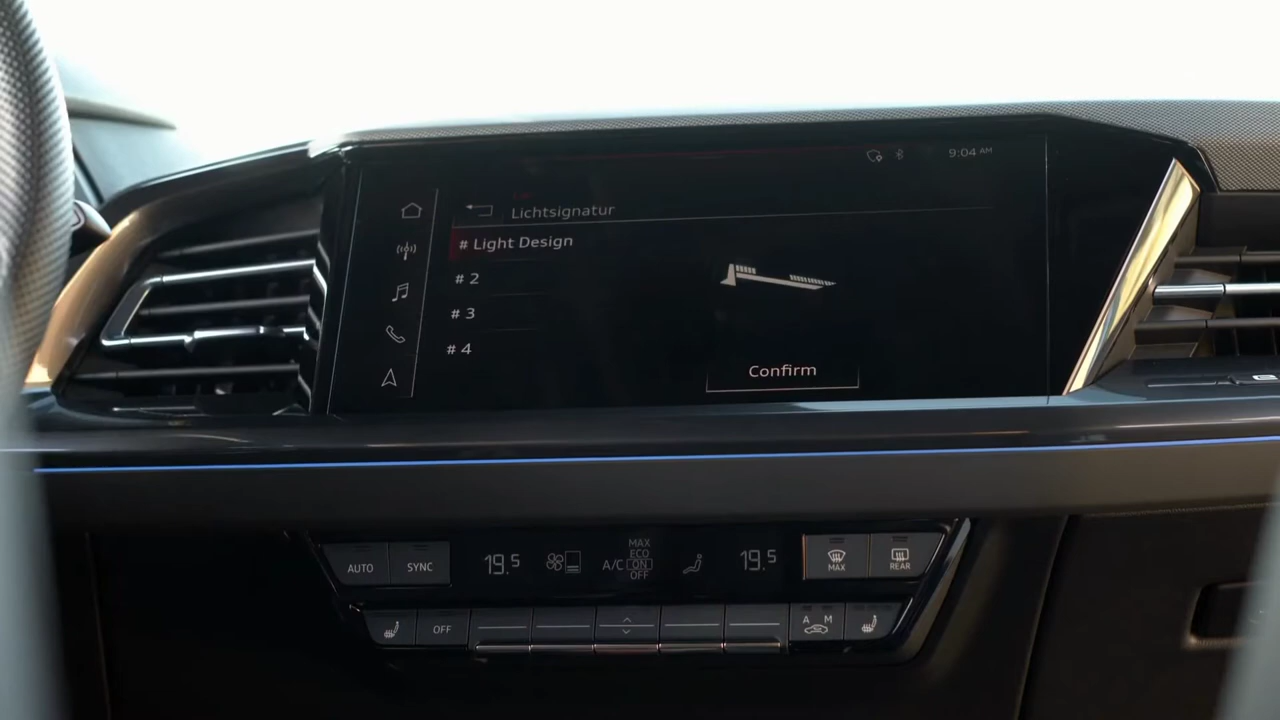 9:04 AM
Lichtsignatur
# Light Design
# 2
# 3
# 4
Confirm
AUTO
SYNC
19.5
MAX
ECO
A/C ON
OFF
19.5
MAX
REAR
OFF
A M